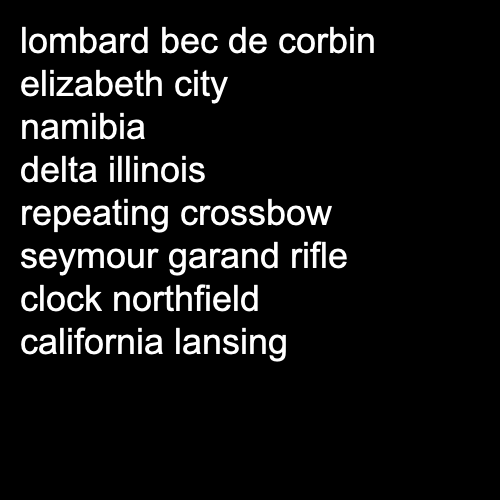 lombard bec de corbin
elizabeth city
namibia
delta illinois
repeating crossbow
seymour garand rifle
clock northfield
california lansing